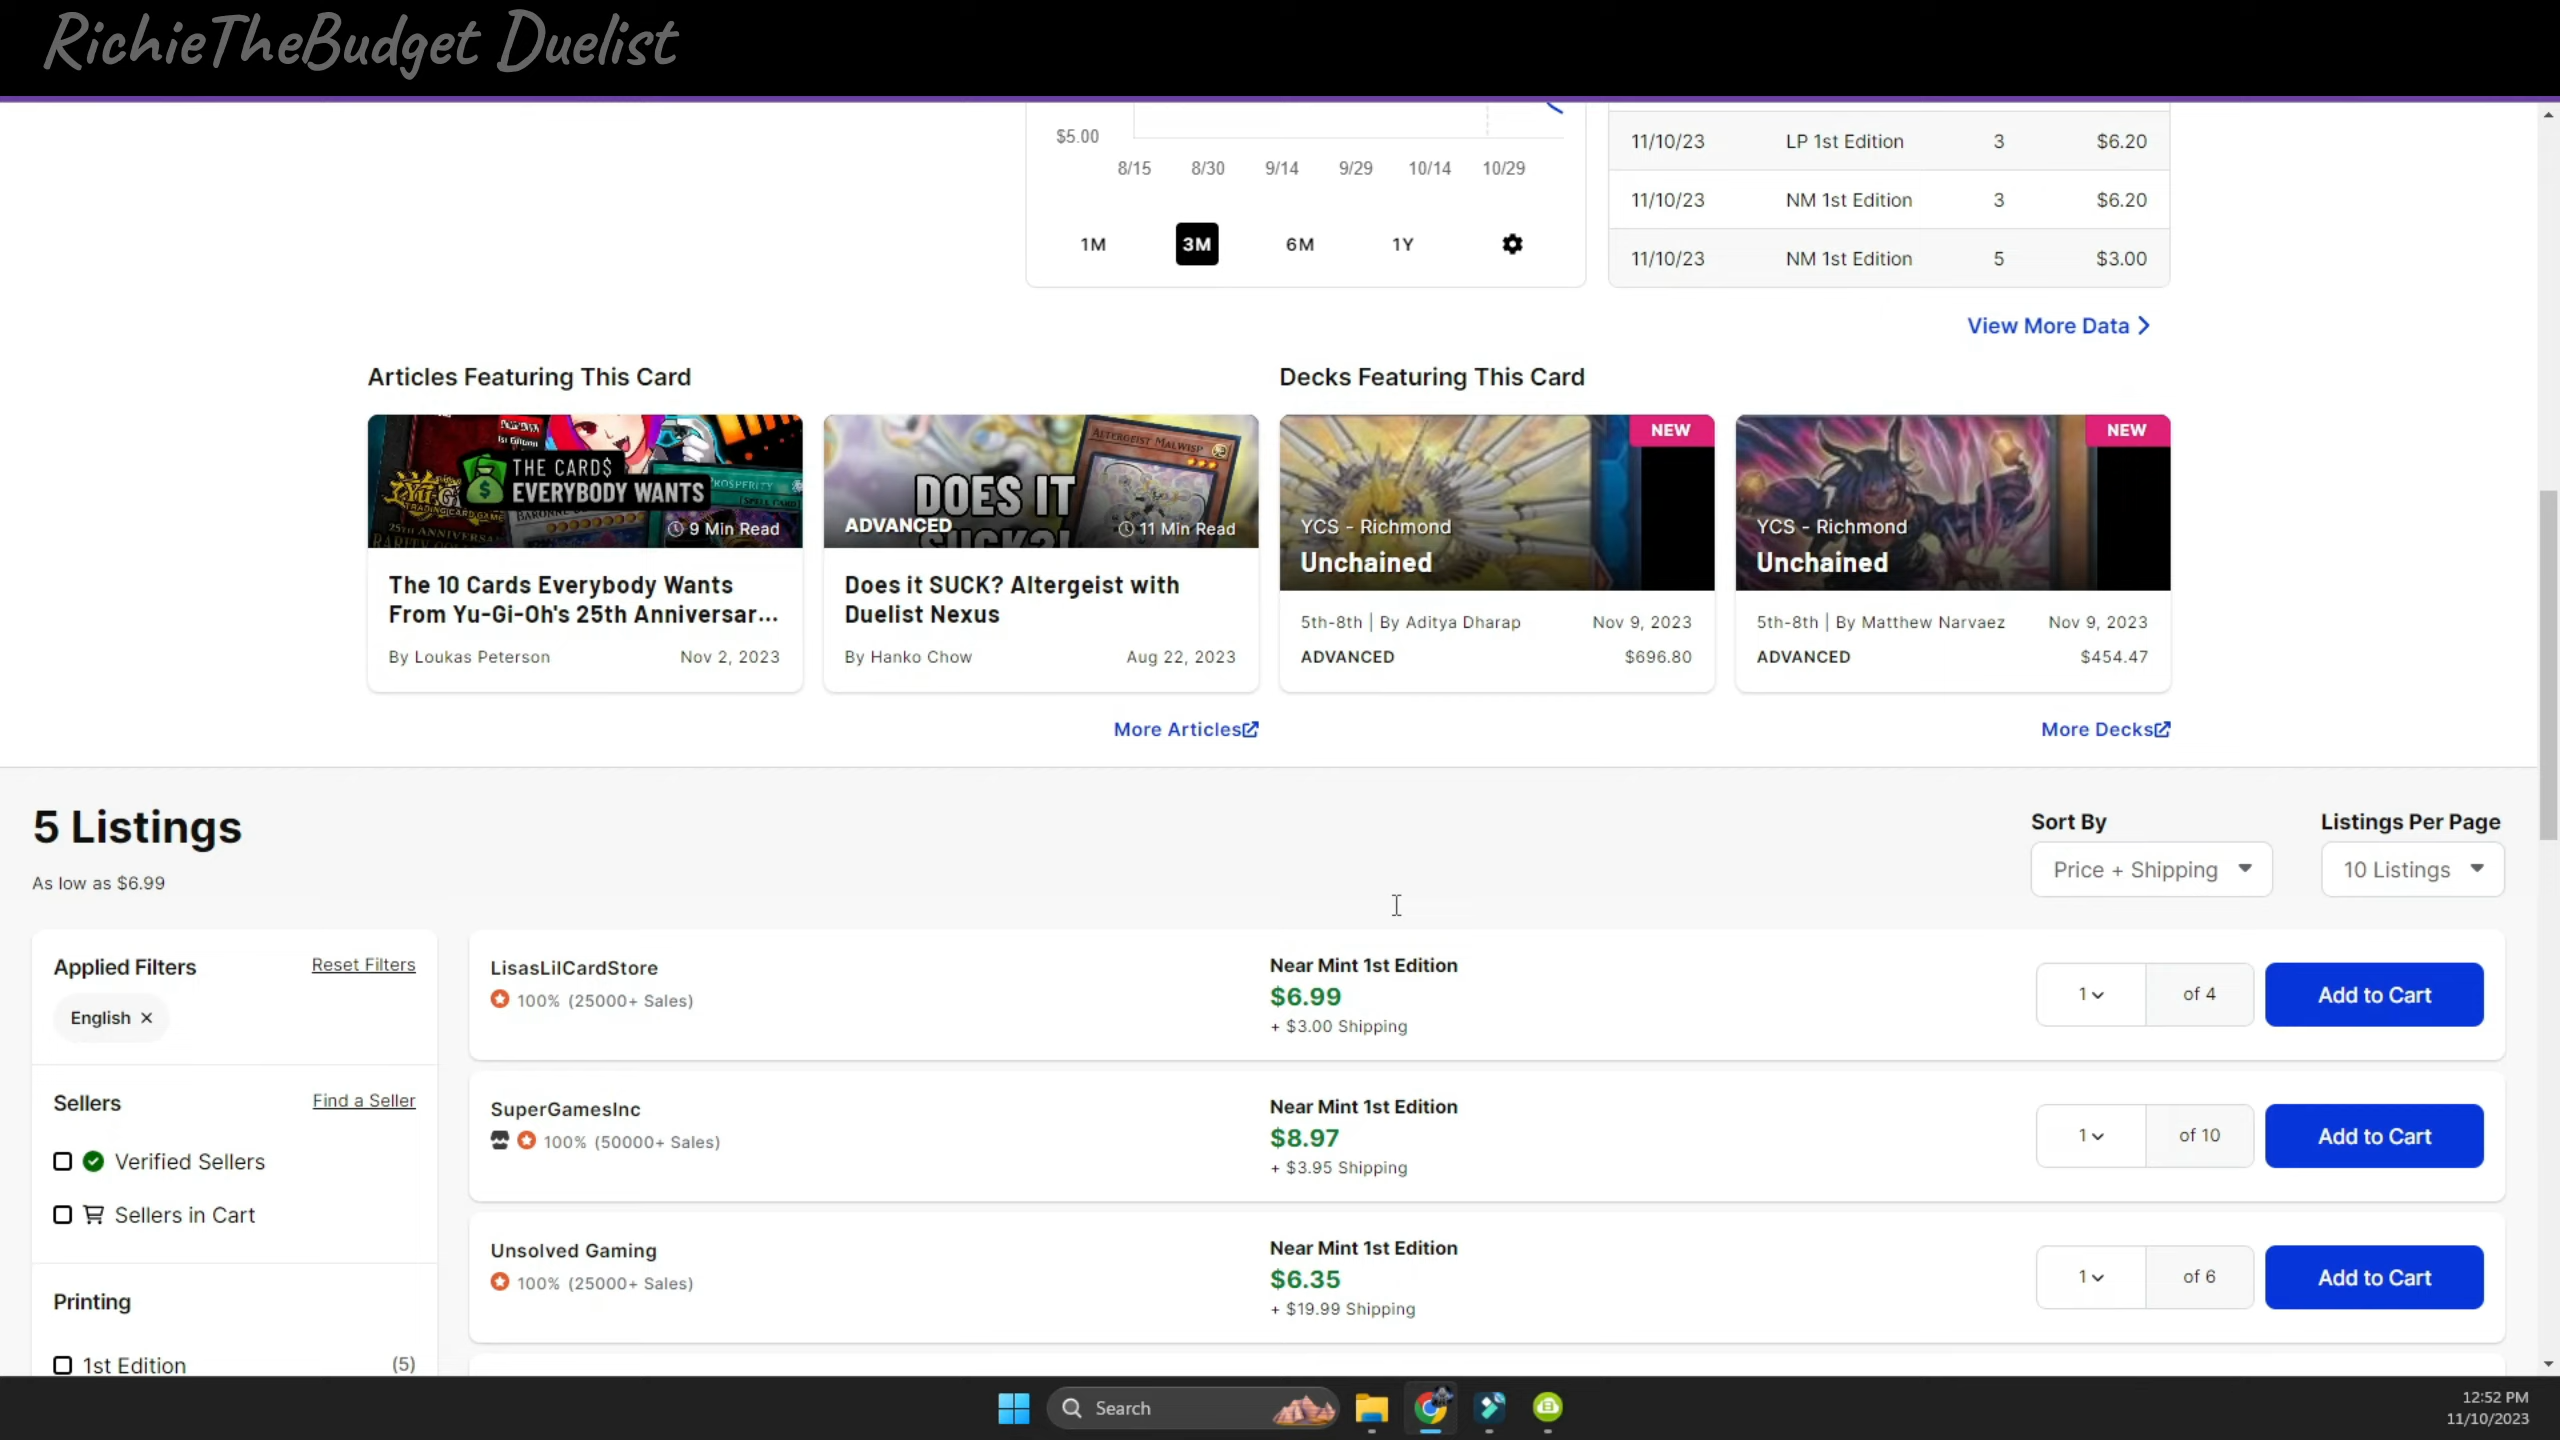 RichieTheBudget Duelist
$5.00
8/15 8/30 9/14 9/29 10/14 10/29
1M 3M 6M 1Y
11/10/23 LP 1st Edition 3 $6.20
11/10/23 NM 1st Edition 3 $6.20
11/10/23 NM 1st Edition 5 $3.00
View More Data
Articles Featuring This Card
THE CARD$
EVERYBODY WANTS
9 Min Read
The 10 Cards Everybody Wants
From Yu-Gi-Oh's 25th Anniversar...
By Loukas Peterson Nov 2, 2023
ALTERGEIST MALWISP
DOES IT
SUCK?!
ADVANCED
11 Min Read
Does it SUCK? Altergeist with
Duelist Nexus
By Hanko Chow Aug 22, 2023
More Articles
Decks Featuring This Card
NEW
YCS - Richmond
Unchained
5th-8th | By Aditya Dharap Nov 9, 2023
ADVANCED $696.80
NEW
YCS - Richmond
Unchained
5th-8th | By Matthew Narvaez Nov 9, 2023
ADVANCED $454.47
More Decks
5 Listings
As low as $6.99
Sort By
Price + Shipping
Listings Per Page
10 Listings
Applied Filters Reset Filters
English ×
Sellers Find a Seller
Verified Sellers
Sellers in Cart
Printing
1st Edition (5)
LisasLilCardStore
100% (25000+ Sales)
Near Mint 1st Edition
$6.99
+ $3.00 Shipping
1 of 4 Add to Cart
SuperGamesInc
100% (50000+ Sales)
Near Mint 1st Edition
$8.97
+ $3.95 Shipping
1 of 10 Add to Cart
Unsolved Gaming
100% (25000+ Sales)
Near Mint 1st Edition
$6.35
+ $19.99 Shipping
1 of 6 Add to Cart
Search
12:52 PM
11/10/2023